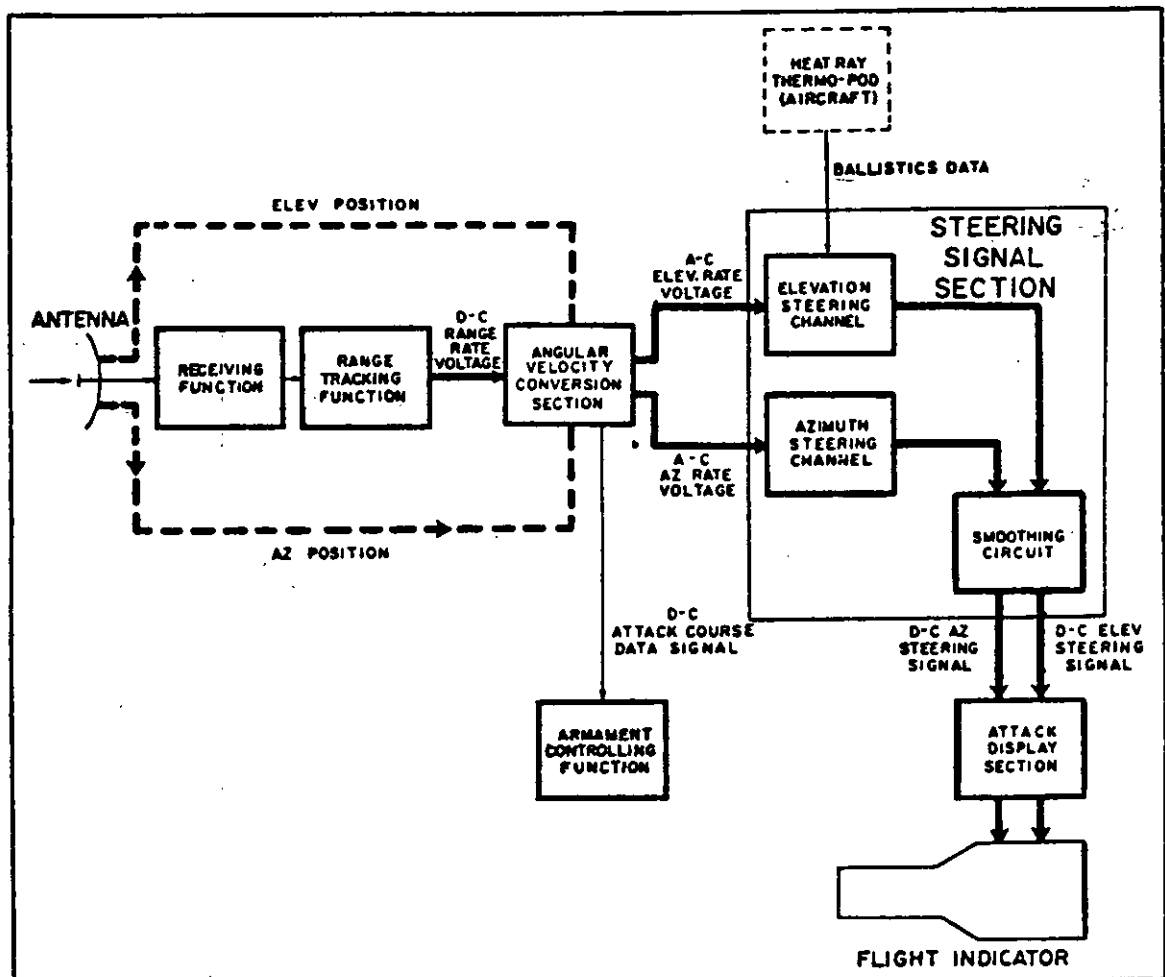 HEAT RAY
THERMO-POD
(AIRCRAFT)
BALLISTICS DATA
ELEV POSITION
STEERING
SIGNAL
SECTION
A-C
ELEV. RATE
VOLTAGE
ELEVATION
STEERING
CHANNEL
ANTENNA
D-C
RANGE
RATE
VOLTAGE
RECEIVING
FUNCTION
RANGE
TRACKING
FUNCTION
ANGULAR
VELOCITY
CONVERSION
SECTION
AZIMUTH
STEERING
CHANNEL
A-C
AZ RATE
VOLTAGE
AZ POSITION
SMOOTHING
CIRCUIT
D-C
ATTACK COURSE
DATA SIGNAL
D-C AZ
STEERING
SIGNAL
D-C ELEV
STEERING
SIGNAL
ARMAMENT
CONTROLLING
FUNCTION
ATTACK
DISPLAY
SECTION
FLIGHT INDICATOR